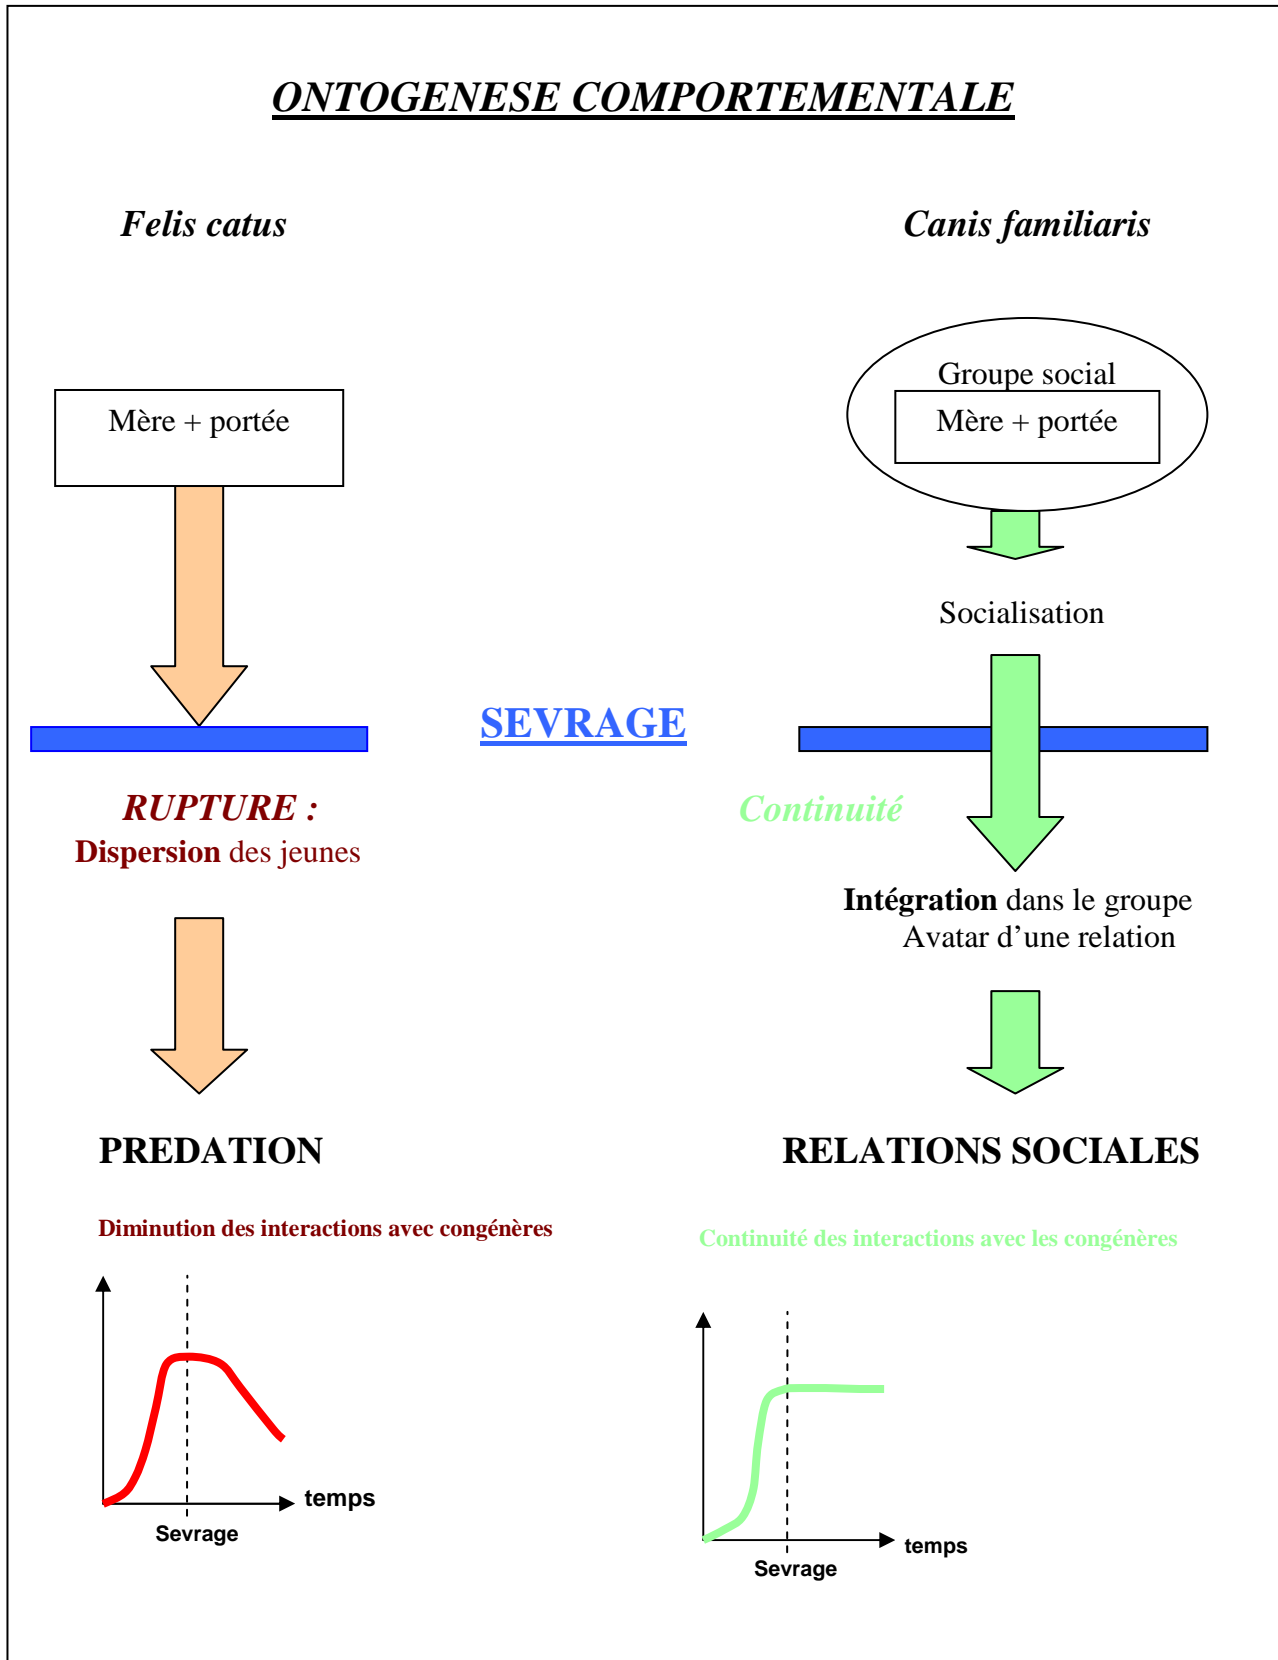 ONTOGENESE COMPORTEMENTALE
Felis catus
Canis familiaris
Groupe social
Mère + portée
Mère + portée
Socialisation
SEVRAGE
RUPTURE :
Dispersion des jeunes
Continuité
Intégration dans le groupe
Avatar d’une relation
PREDATION
RELATIONS SOCIALES
Diminution des interactions avec congénères
Continuité des interactions avec les congénères
temps
Sevrage
temps
Sevrage